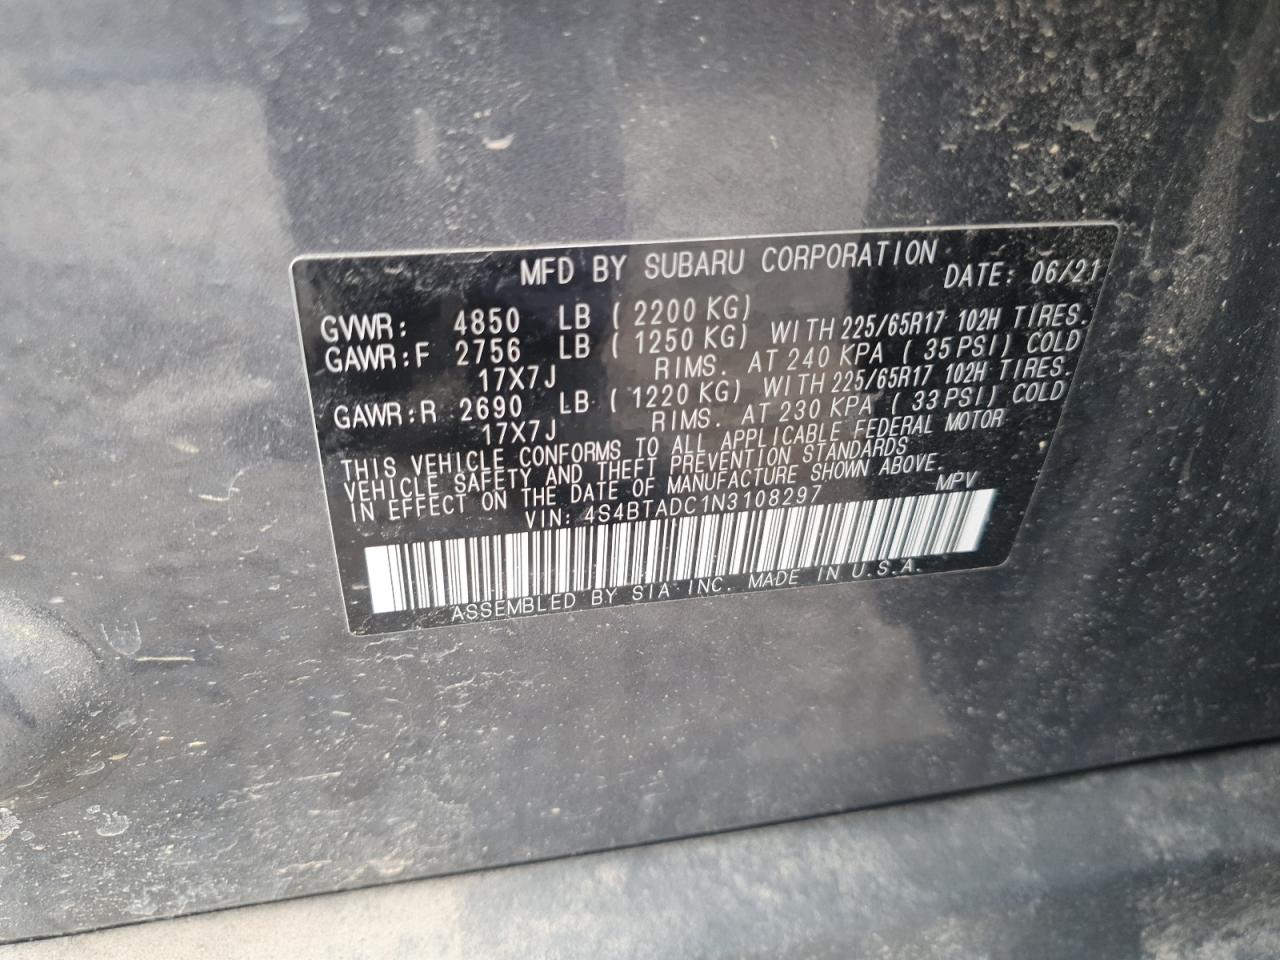 MFD BY SUBARU CORPORATION
DATE: 06/21
GVWR: 4850 LB (2200 KG)
GAWR:F 2756 LB (1250 KG) WITH 225/65R17 102H TIRES.
17X7J RIMS. AT 240 KPA (35PSI) COLD
GAWR:R 2690 LB (1220 KG) WITH 225/65R17 102H TIRES.
17X7J RIMS. AT 230 KPA (33PSI) COLD
THIS VEHICLE CONFORMS TO ALL APPLICABLE FEDERAL MOTOR
VEHICLE SAFETY AND THEFT PREVENTION STANDARDS
IN EFFECT ON THE DATE OF MANUFACTURE SHOWN ABOVE.
VIN: 4S4BTADC1N3108297 MPV
ASSEMBLED BY SIA INC. MADE IN U.S.A.